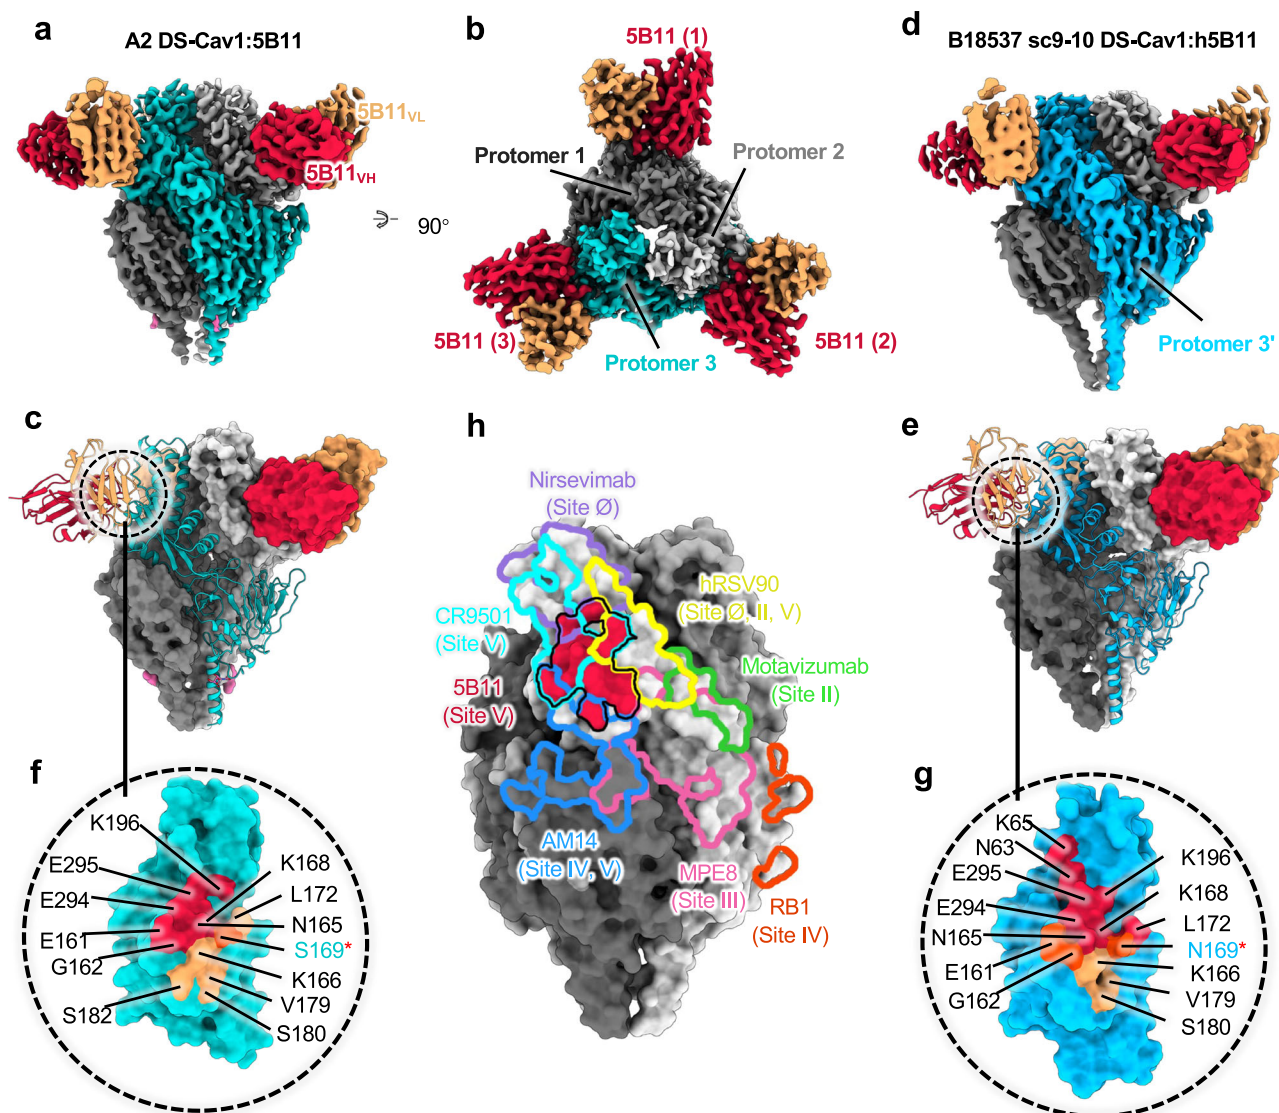 a
A2 DS-Cav1:5B11
5B11VL
5B11VH
90°
b
5B11 (1)
Protomer 1
Protomer 2
5B11 (3)
Protomer 3
5B11 (2)
d
B18537 sc9-10 DS-Cav1:h5B11
Protomer 3'
c
h
Nirsevimab
(Site Ø)
hRSV90
(Site Ø, II, V)
CR9501
(Site V)
Motavizumab
(Site II)
5B11
(Site V)
AM14
(Site IV, V)
MPE8
(Site III)
RB1
(Site IV)
e
f
K196
E295
K168
L172
E294
N165
E161
S169*
G162
K166
V179
S182
S180
g
K65
N63
K196
E295
K168
E294
L172
N165
N169*
E161
K166
G162
V179
S180